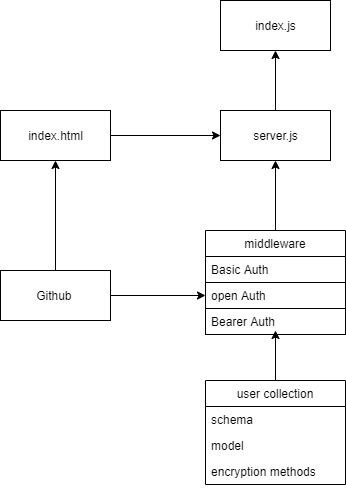 index.js
index.html
server.js
middleware
Basic Auth
Github
open Auth
Bearer Auth
user collection
schema
model
encryption methods